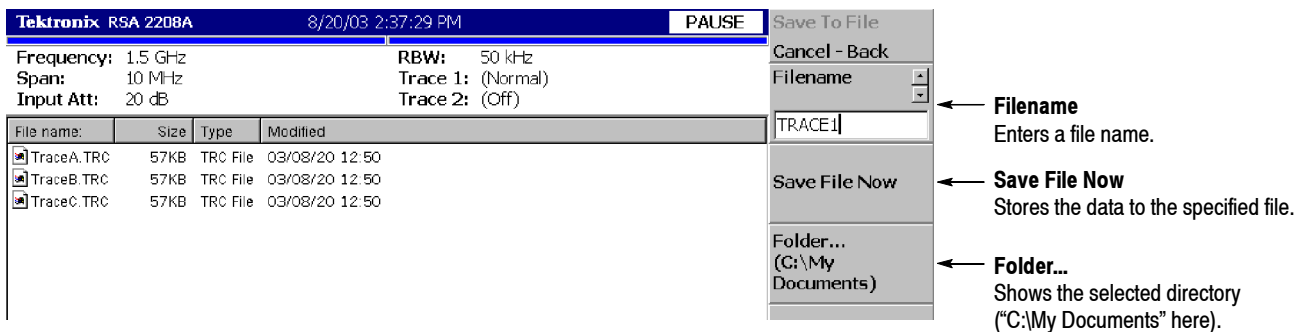 Tektronix RSA 2208A 8/20/03 2:37:29 PM PAUSE
Frequency: 1.5 GHz RBW: 50 kHz
Span: 10 MHz Trace 1: (Normal)
Input Att: 20 dB Trace 2: (Off)
File name: Size Type Modified
TraceA.TRC 57KB TRC File 03/08/20 12:50
TraceB.TRC 57KB TRC File 03/08/20 12:50
TraceC.TRC 57KB TRC File 03/08/20 12:50
Save To File
Cancel - Back
Filename
TRACE1
Save File Now
Folder...
(C:\My
Documents)
Filename
Enters a file name.
Save File Now
Stores the data to the specified file.
Folder...
Shows the selected directory
(“C:\My Documents” here).